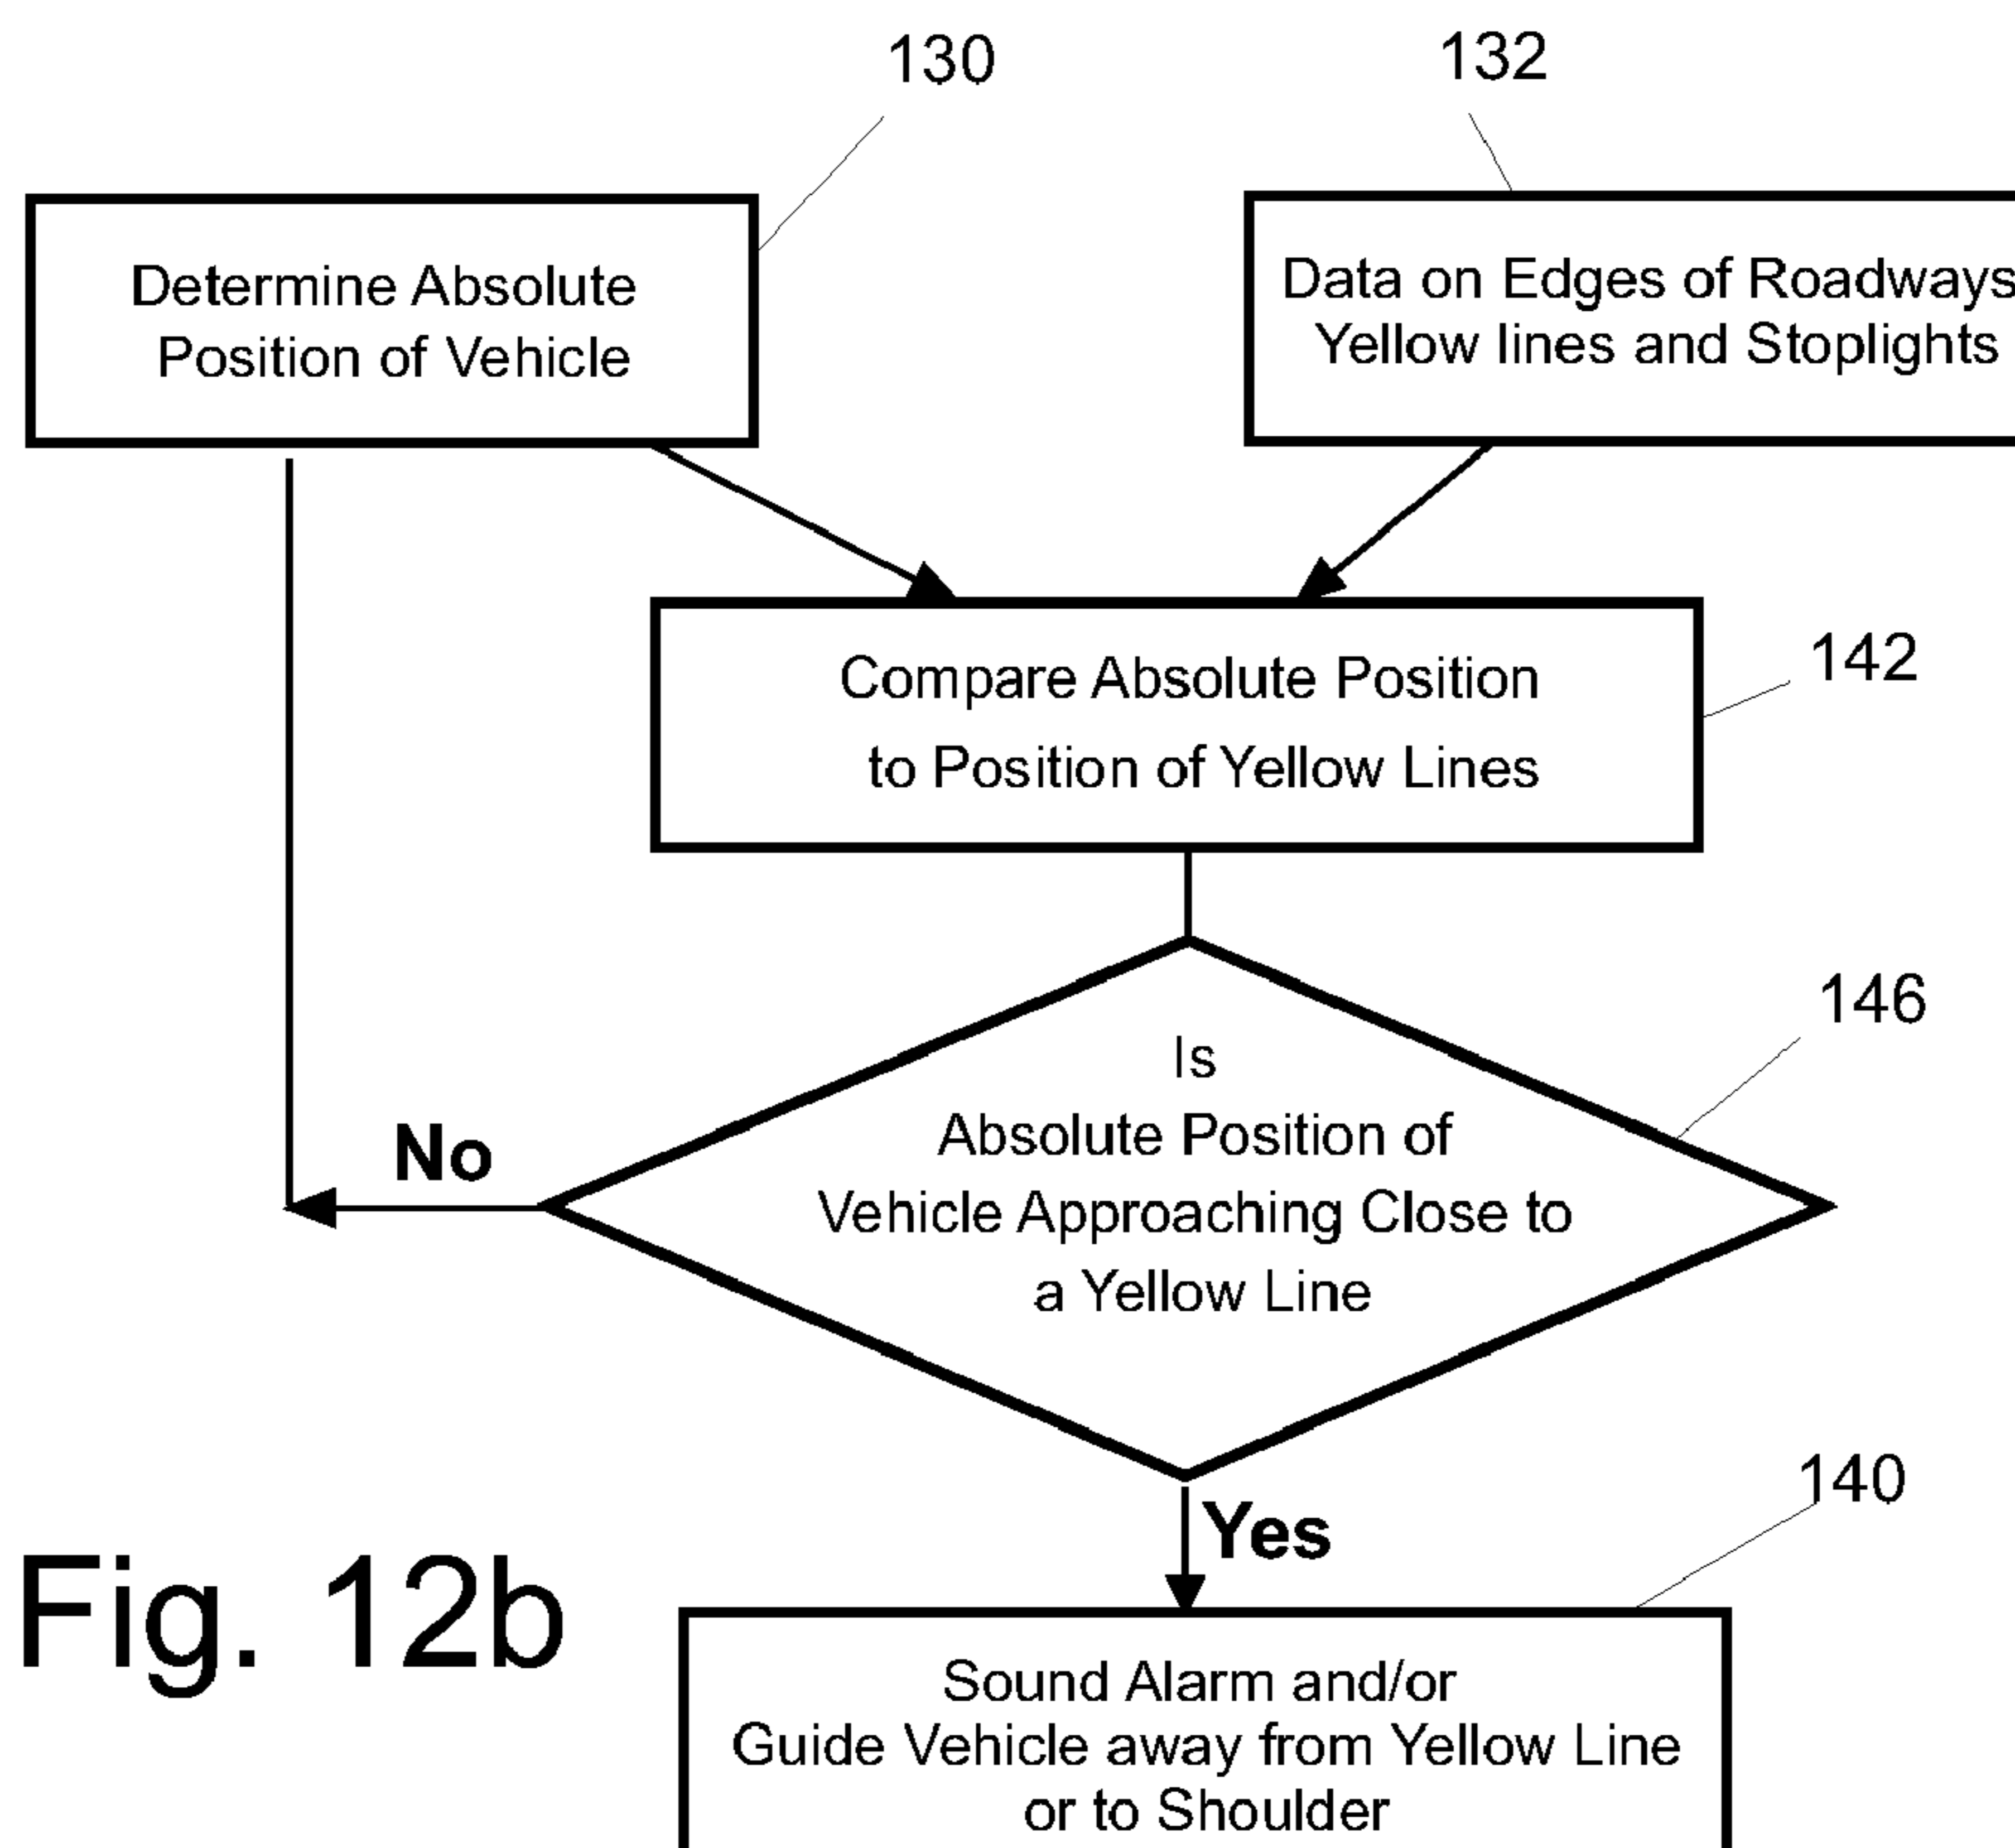 130
132
Determine Absolute
Position of Vehicle
Data on Edges of Roadways
Yellow lines and Stoplights
Compare Absolute Position
to Position of Yellow Lines
142
Is
Absolute Position of
Vehicle Approaching Close to
a Yellow Line
146
No
Yes
140
Sound Alarm and/or
Guide Vehicle away from Yellow Line
or to Shoulder
Fig. 12b